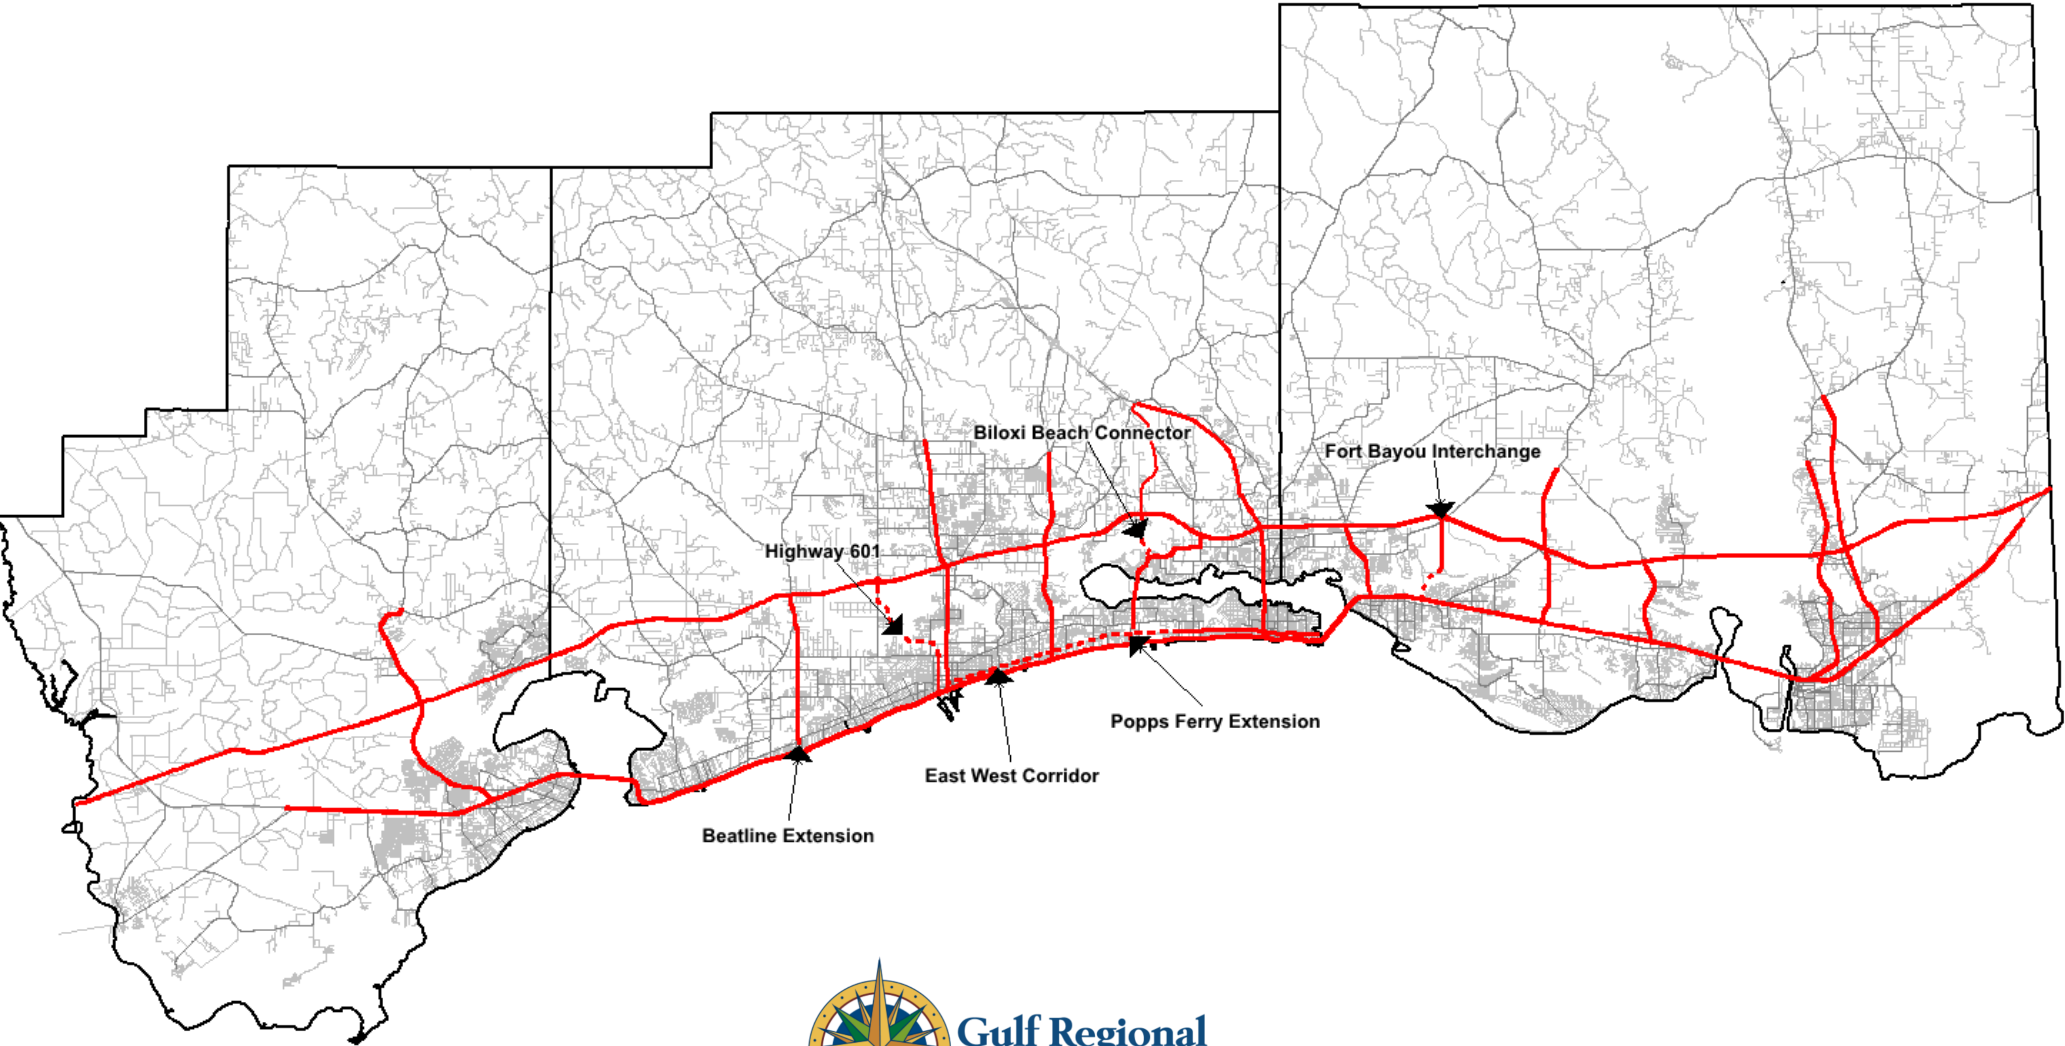 Biloxi Beach Connector
Fort Bayou Interchange
Highway 601
Popps Ferry Extension
East West Corridor
Beatline Extension
Gulf Regional